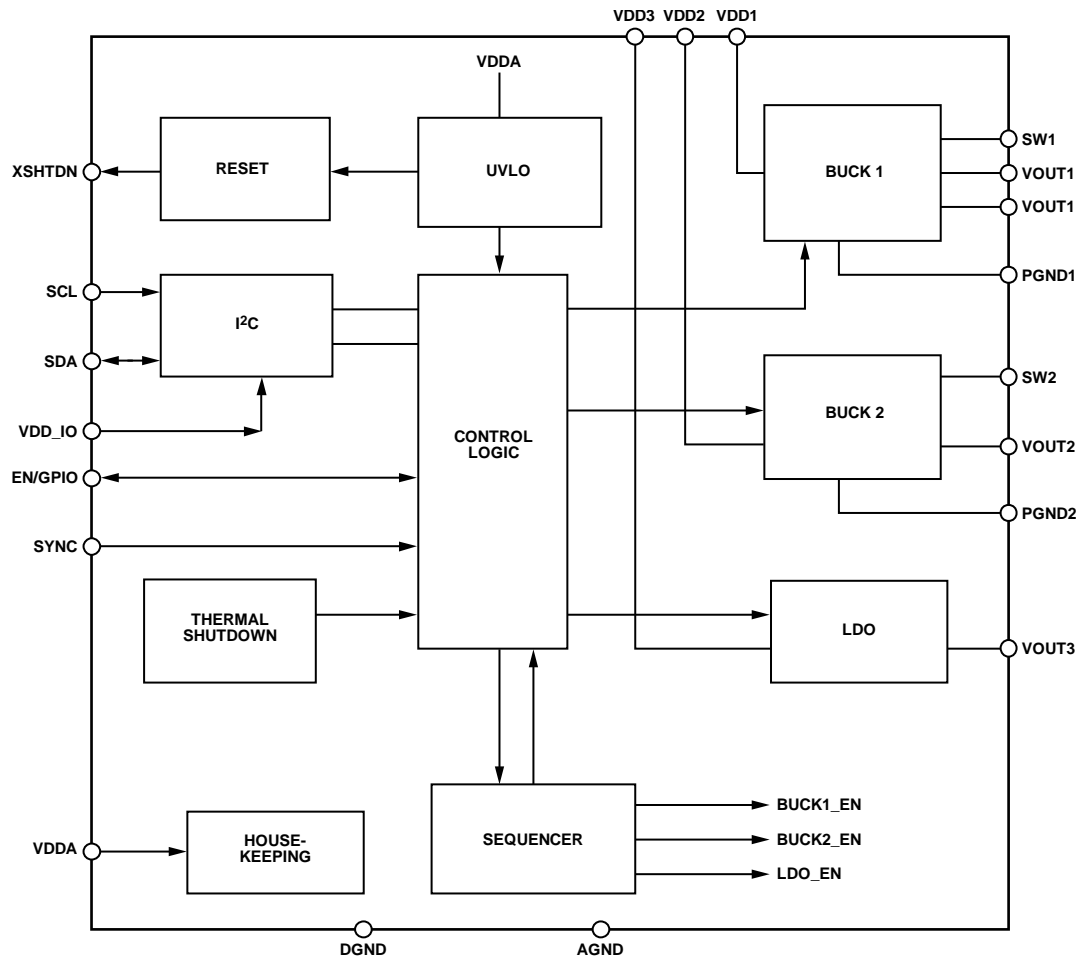 VDD3 VDD2 VDD1
VDDA
XSHTDN
RESET
UVLO
BUCK 1
SW1
VOUT1
VOUT1
PGND1
SCL
I²C
SDA
VDD_IO
EN/GPIO
SYNC
CONTROL
LOGIC
BUCK 2
SW2
VOUT2
PGND2
THERMAL
SHUTDOWN
LDO
VOUT3
VDDA
HOUSE-
KEEPING
SEQUENCER
BUCK1_EN
BUCK2_EN
LDO_EN
DGND
AGND